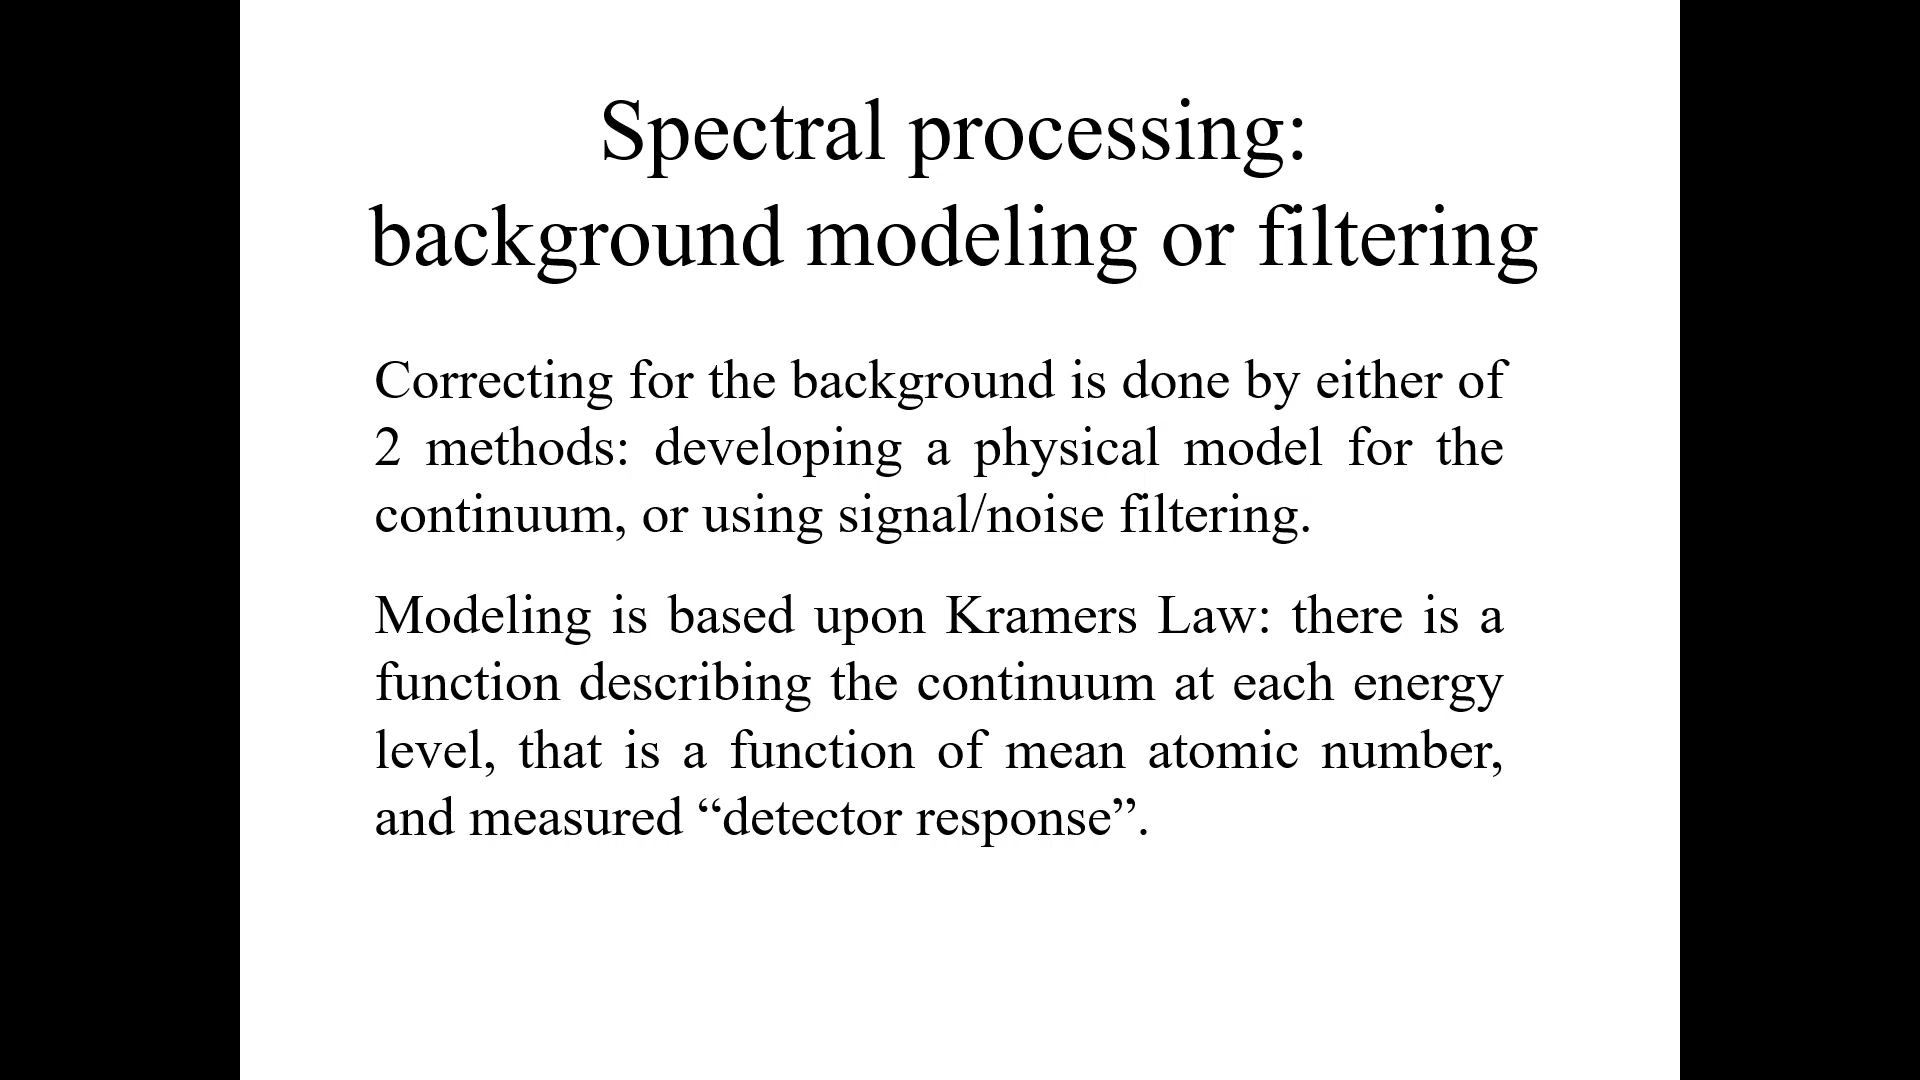 Spectral processing:
background modeling or filtering
Correcting for the background is done by either of
2 methods: developing a physical model for the
continuum, or using signal/noise filtering.
Modeling is based upon Kramers Law: there is a
function describing the continuum at each energy
level, that is a function of mean atomic number,
and measured “detector response”.